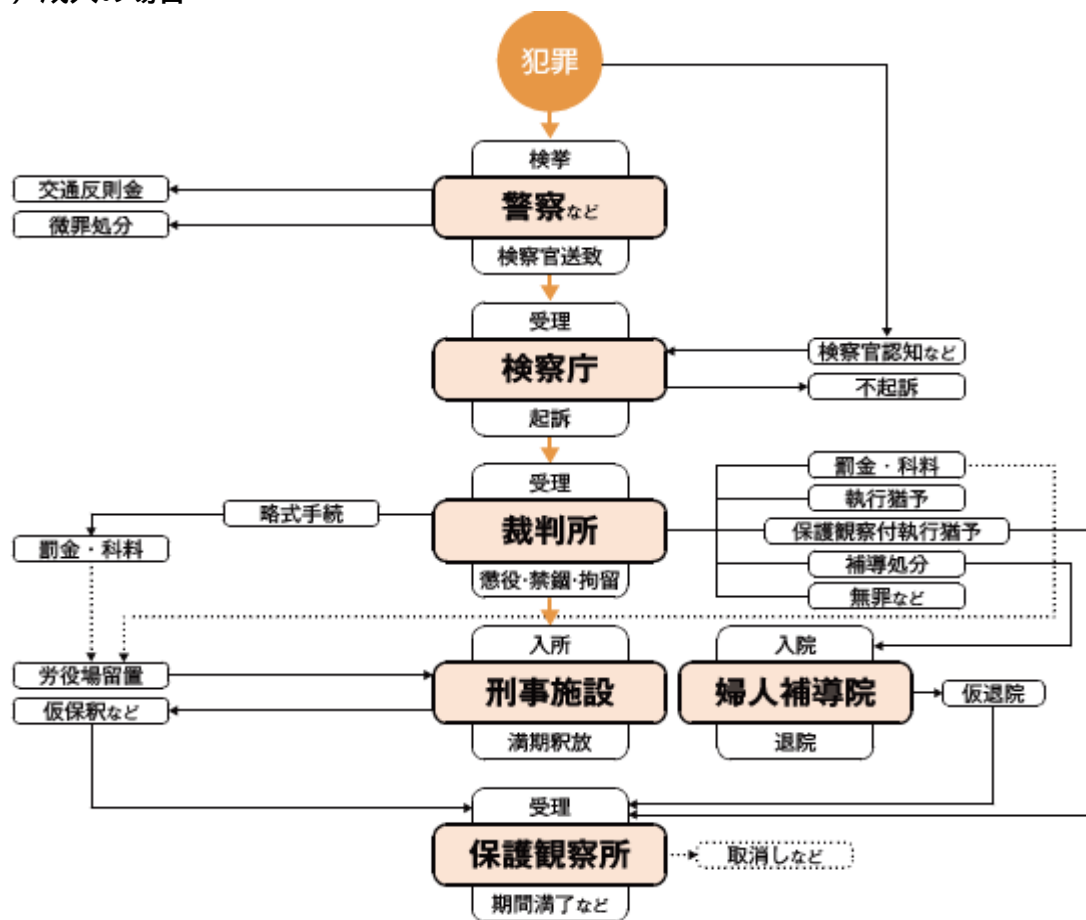 犯罪
検挙
警察など
検察官送致
交通反則金
微罪処分
受理
検察庁
起訴
検察官認知など
不起訴
受理
裁判所
懲役・禁錮・拘留
略式手続
罰金・科料
罰金・科料
執行猶予
保護観察付執行猶予
補導処分
無罪など
入所
刑事施設
満期釈放
労役場留置
仮保釈など
入院
婦人補導院
退院
仮退院
受理
保護観察所
期間満了など
取消しなど